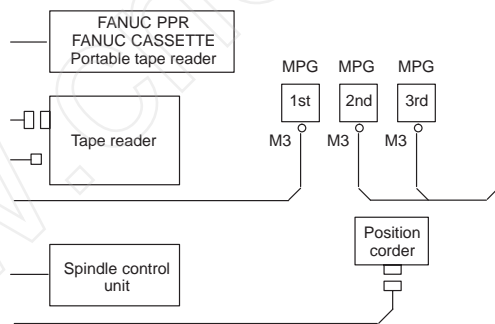 FANUC PPR
FANUC CASSETTE
Portable tape reader
MPG MPG MPG
1st 2nd 3rd
Tape reader
M3 M3 M3
Position
corder
Spindle control
unit